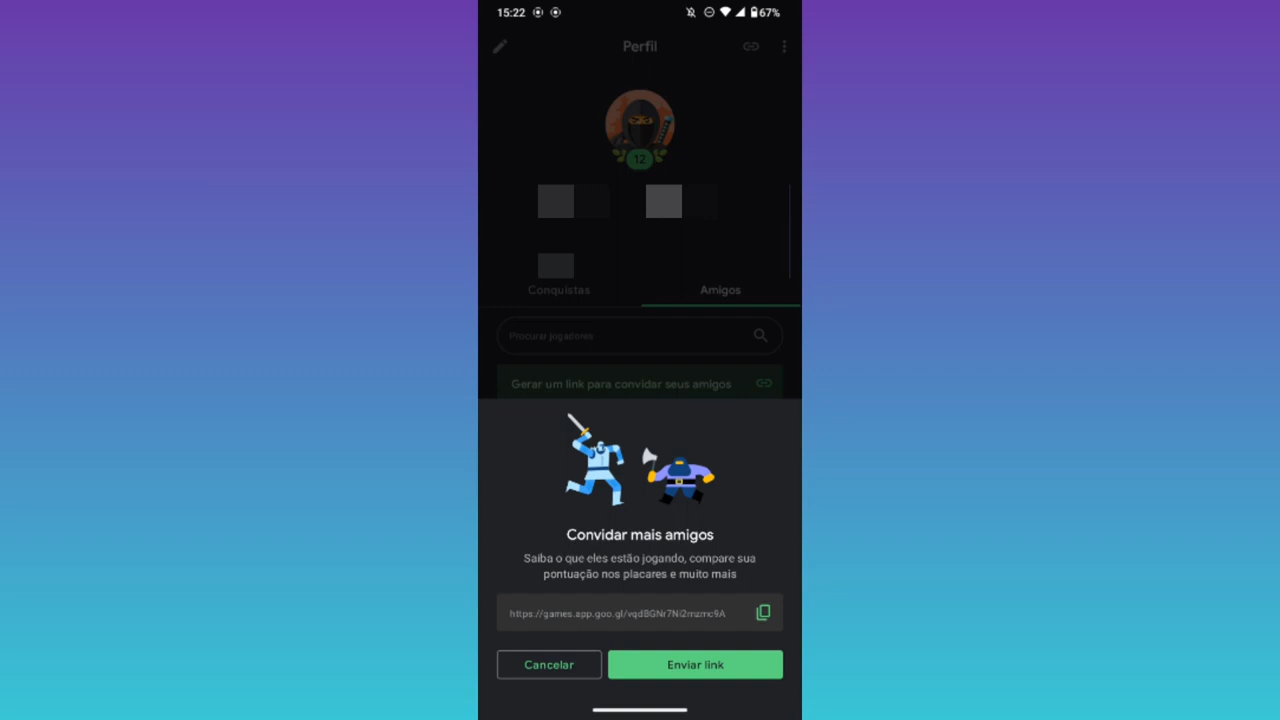 15:22
67%
Perfil
12
Conquistas
Amigos
Procurar jogadores
Gerar um link para convidar seus amigos
Convidar mais amigos
Saiba o que eles estão jogando, compare sua
pontuação nos placares e muito mais
https://games.app.goo.gl/vqdBGNr7Ni2mzmc9A
Cancelar
Enviar link